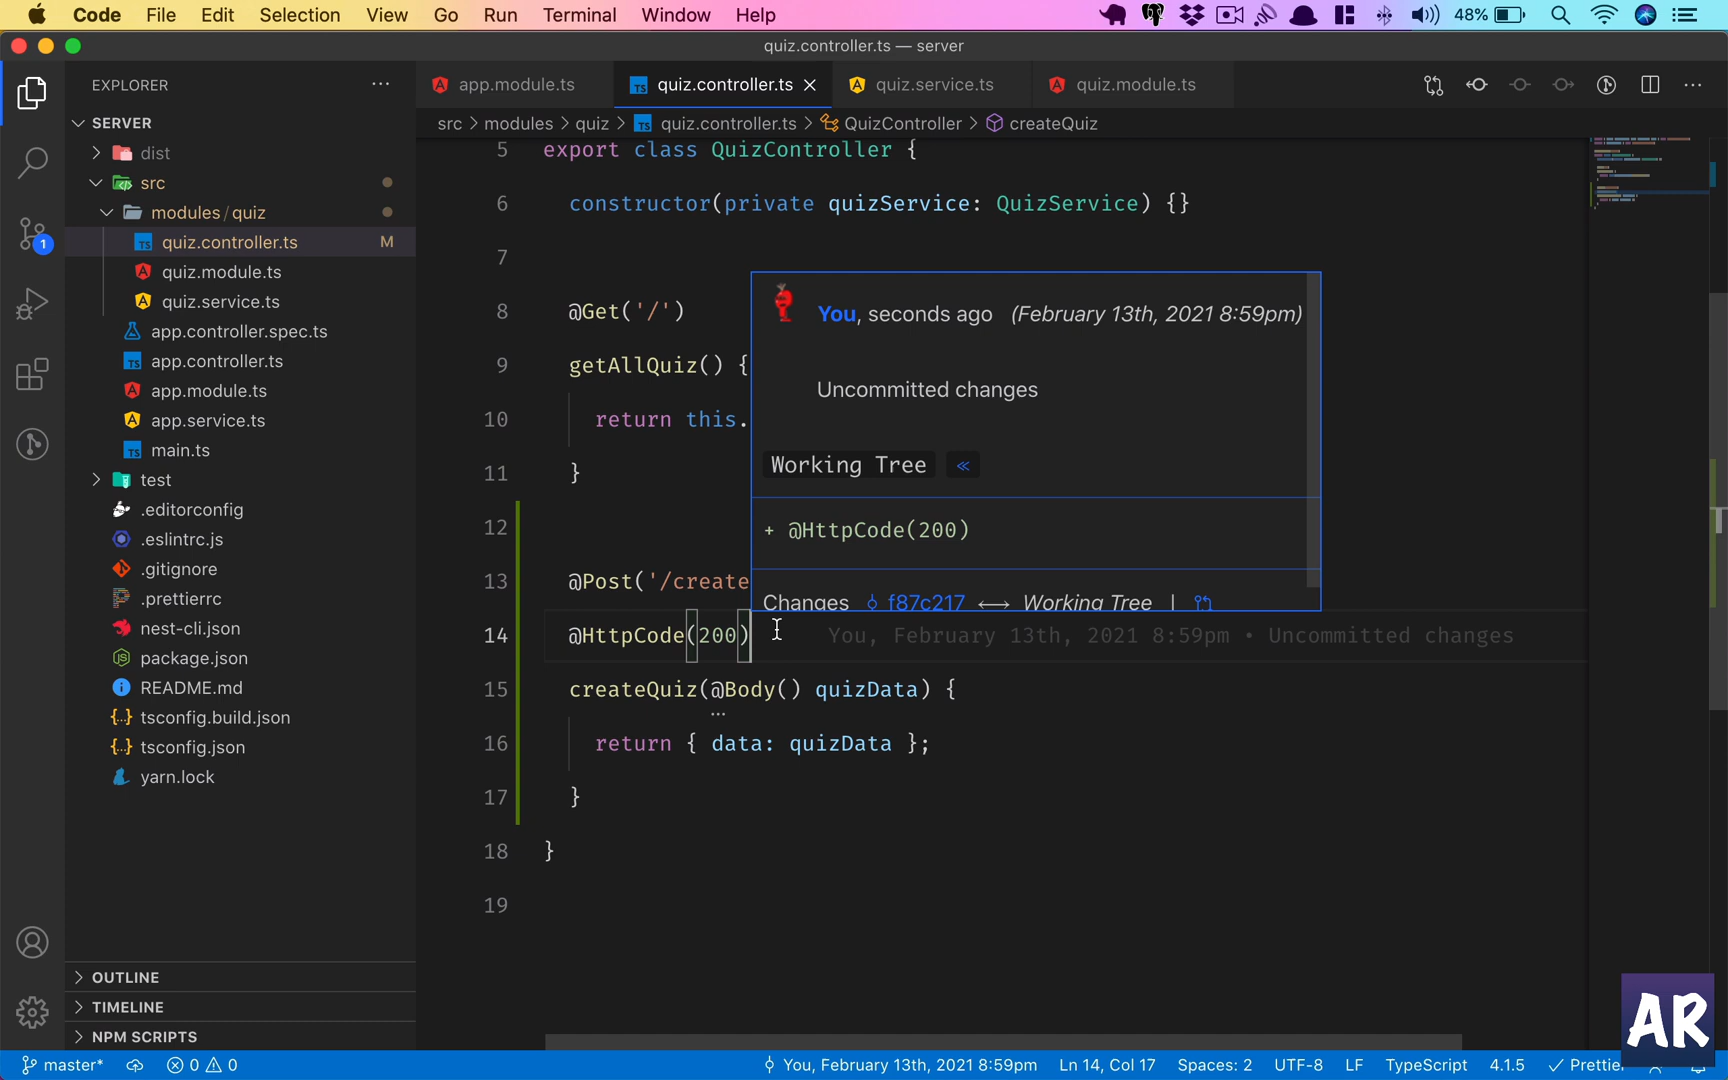 Code File Edit Selection View Go Run Terminal Window Help 48%
quiz.controller.ts — server
EXPLORER
app.module.ts quiz.controller.ts quiz.service.ts quiz.module.ts
src > modules > quiz > TS quiz.controller.ts > QuizController > createQuiz
SERVER
dist
src
modules / quiz
TS quiz.controller.ts M
quiz.module.ts
quiz.service.ts
app.controller.spec.ts
TS app.controller.ts
app.module.ts
app.service.ts
TS main.ts
test
.editorconfig
.eslintrc.js
.gitignore
.prettierrc
nest-cli.json
package.json
README.md
tsconfig.build.json
tsconfig.json
yarn.lock
OUTLINE
TIMELINE
NPM SCRIPTS
1
5 export class QuizController {
6 constructor(private quizService: QuizService) {}
7
8 @Get('/')
9 getAllQuiz() {
10 return this.
11 }
12
13 @Post('/create
14 @HttpCode(200) You, February 13th, 2021 8:59pm • Uncommitted changes
15 createQuiz(@Body() quizData) {
16 return { data: quizData };
17 }
18 }
19
You, seconds ago (February 13th, 2021 8:59pm)
Uncommitted changes
Working Tree «
+ @HttpCode(200)
Changes f87c217 ⟷ Working Tree |
AR
master* 0 0 You, February 13th, 2021 8:59pm Ln 14, Col 17 Spaces: 2 UTF-8 LF TypeScript 4.1.5